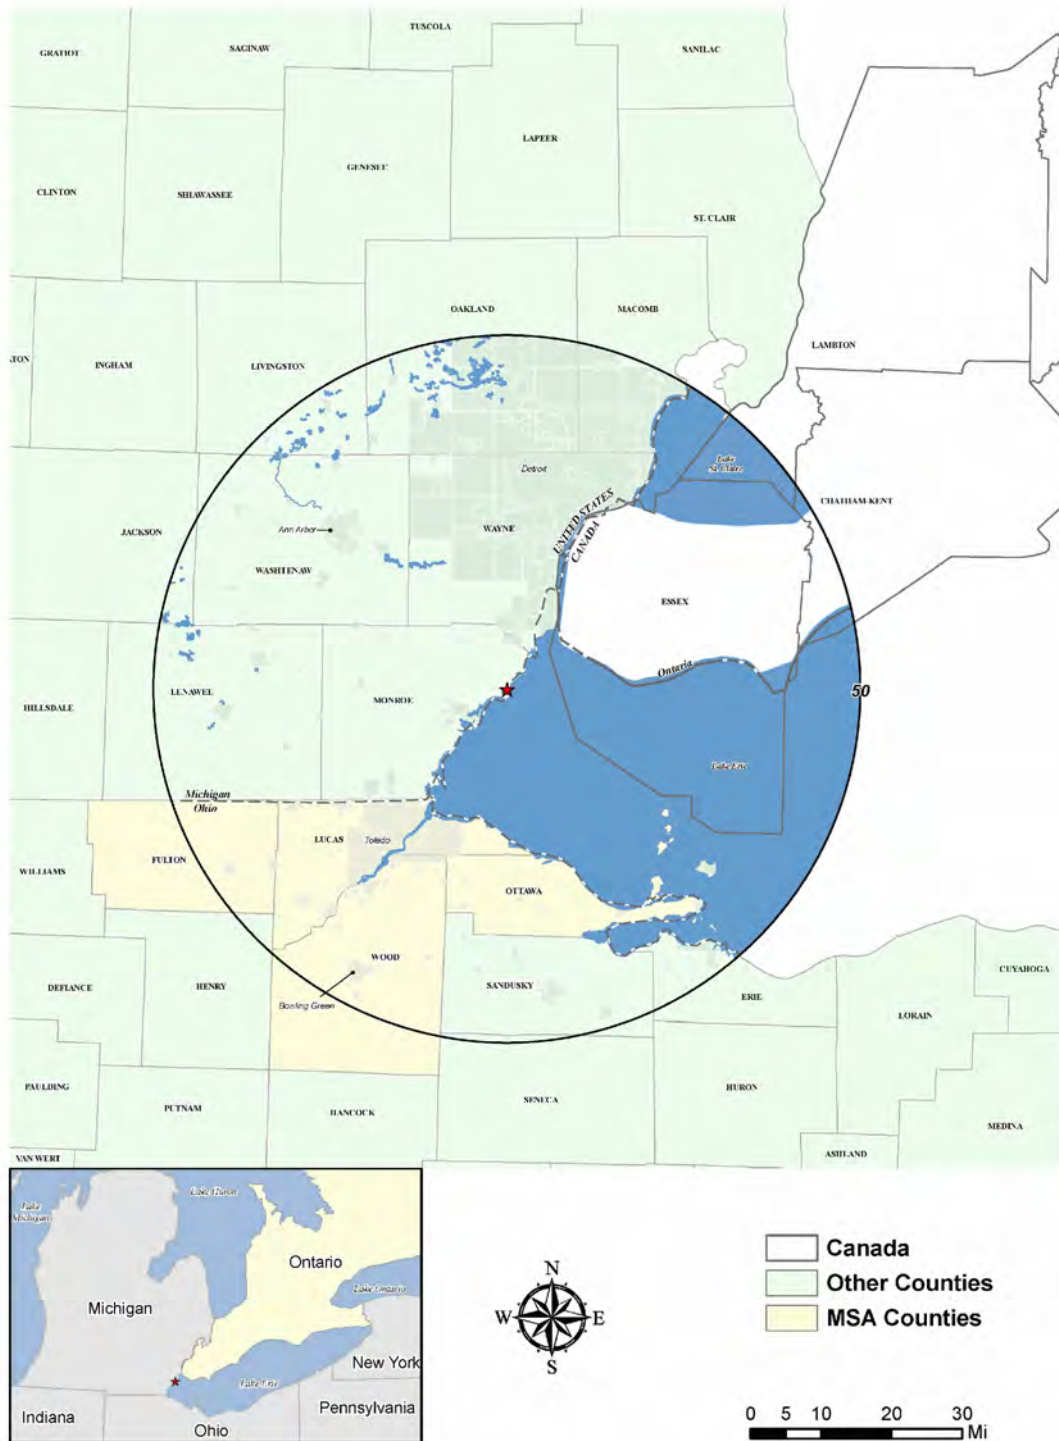 TUSCOLA
GRATIOT
SAGINAW
SANILAC
LAPEER
GENESEE
CLINTON
SHIAWASSEE
ST. CLAIR
OAKLAND
MACOMB
LAMBTON
TON
INGHAM
LIVINGSTON
Detroit
Lake
St. Claire
CHATHAM-KENT
UNITED STATES
CANADA
JACKSON
Ann Arbor
WAYNE
WASHTENAW
ESSEX
Ontario
50
LENAWEE
MONROE
HILLSDALE
Lake Erie
Michigan
Ohio
LUCAS
Toledo
FULTON
WILLIAMS
OTTAWA
WOOD
CUYAHOGA
DEFIANCE
HENRY
SANDUSKY
Bowling Green
ERIE
LORAIN
PAULDING
HURON
PUTNAM
HANCOCK
SENECA
MEDINA
VAN WERT
ASHLAND
Lake
Michigan
Lake Huron
Ontario
Lake Ontario
Michigan
New York
Lake Erie
Pennsylvania
Indiana
Ohio
N
W E
S
Canada
Other Counties
MSA Counties
0 5 10 20 30
Mi